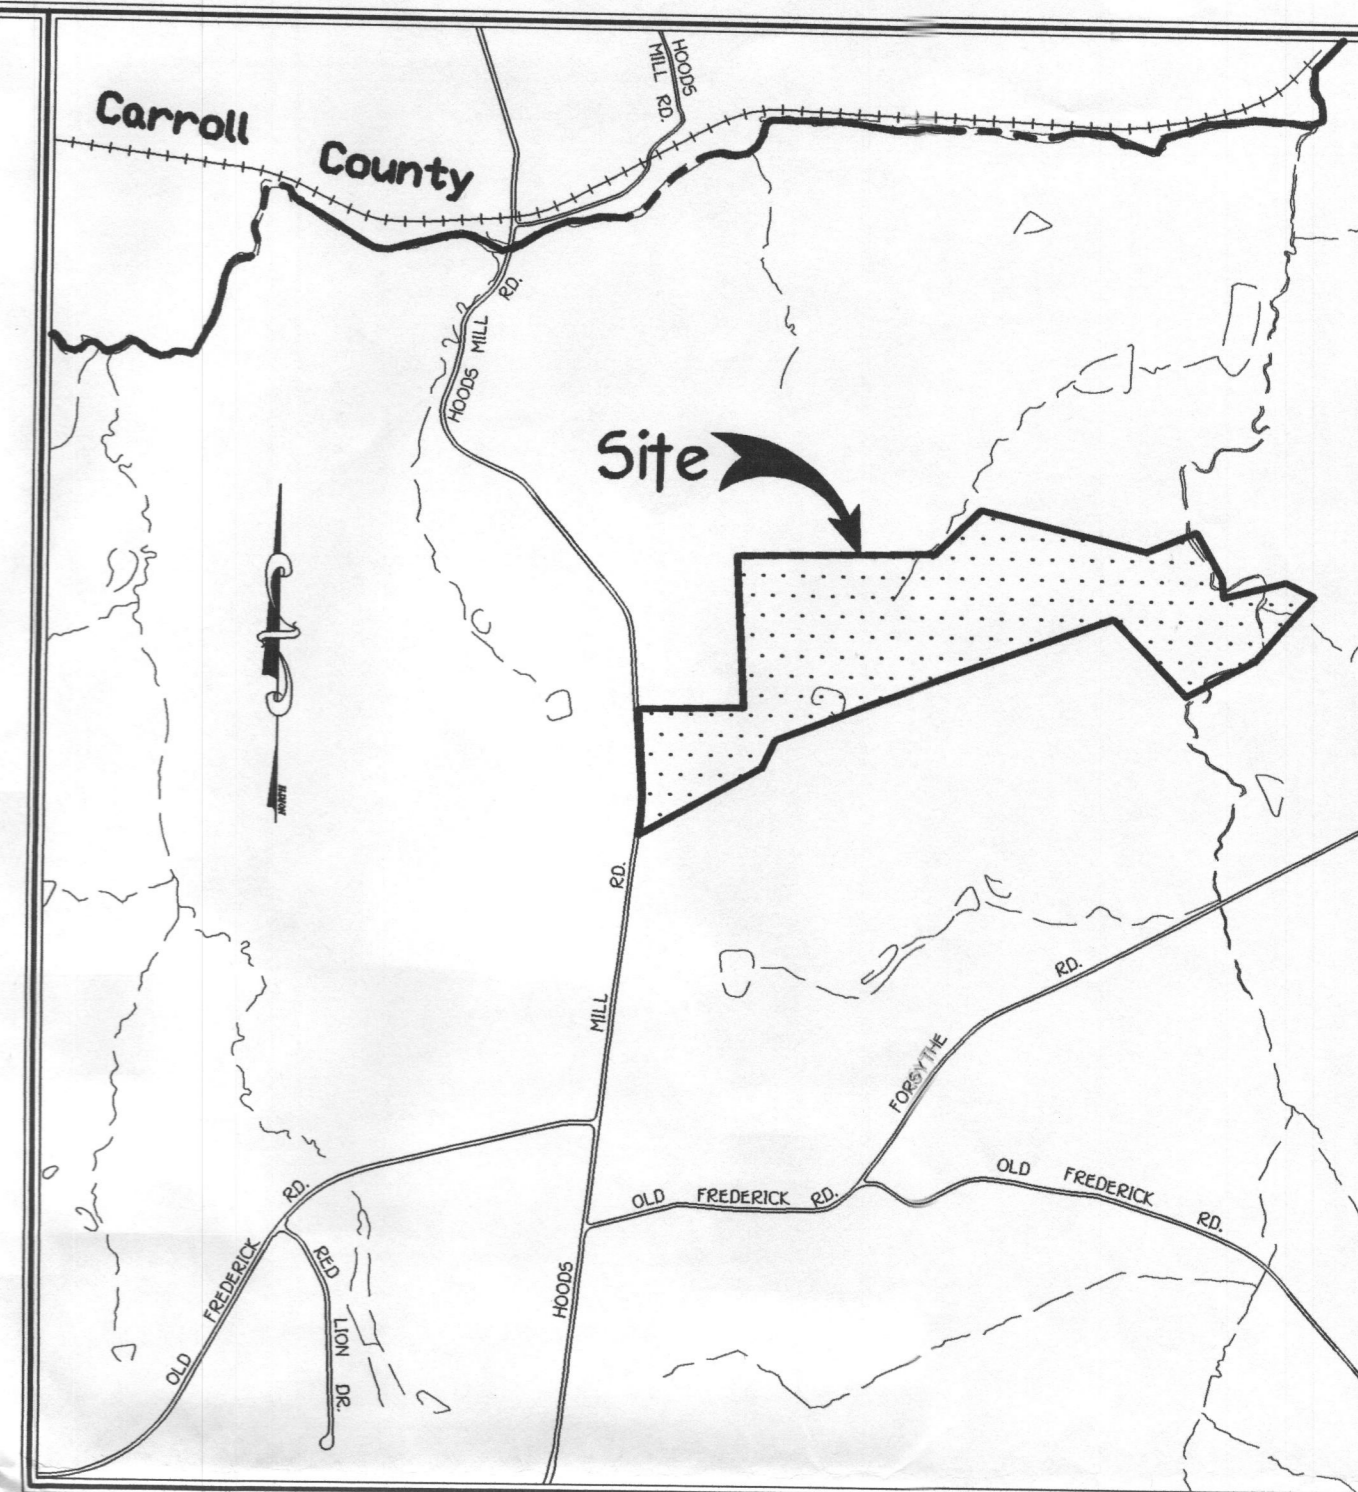 HOODS
MILL RD.
Carroll
County
HOODS MILL RD.
Site
NORTH
HOODS MILL RD.
FORSYTHE RD.
OLD FREDERICK RD.
OLD FREDERICK RD.
OLD FREDERICK RD.
RED LION DR.